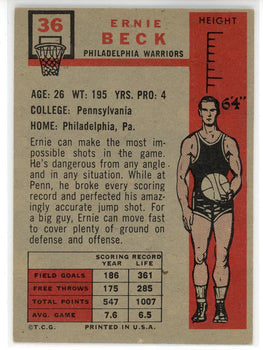 36
ERNIE
BECK
PHILADELPHIA WARRIORS
HEIGHT
6'4"
AGE: 26 WT: 195 YRS. PRO: 4
COLLEGE: Pennsylvania
HOME: Philadelphia, Pa.
Ernie can make the most im-
possible shots in the game.
He's dangerous from any angle
and in any situation. While at
Penn, he broke every scoring
record and perfected his amaz-
ingly accurate jump shot. For
a big guy, Ernie can move fast
to cover plenty of ground on
defense and offense.
SCORING RECORD
YEAR LIFE
FIELD GOALS 186 361
FREE THROWS 175 285
TOTAL POINTS 547 1007
AVG. GAME 7.6 6.5
©T.C.G. PRINTED IN U.S.A.